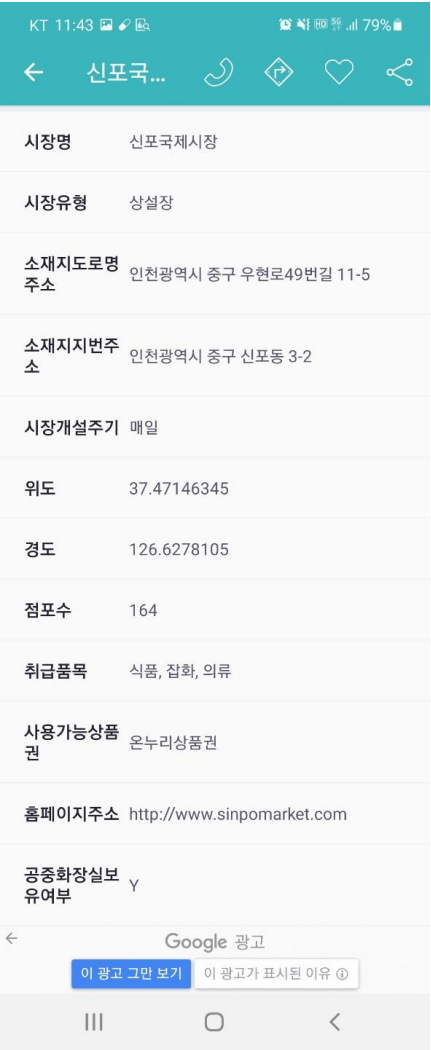 KT 11:43 79%
신포국...
시장명 신포국제시장
시장유형 상설장
소재지도로명
주소
인천광역시 중구 우현로49번길 11-5
소재지지번주
소
인천광역시 중구 신포동 3-2
시장개설주기 매일
위도 37.47146345
경도 126.6278105
점포수 164
취급품목 식품, 잡화, 의류
사용가능상품
권
온누리상품권
홈페이지주소 http://www.sinpomarket.com
공중화장실보
유여부
Y
Google 광고
이 광고 그만 보기 이 광고가 표시된 이유